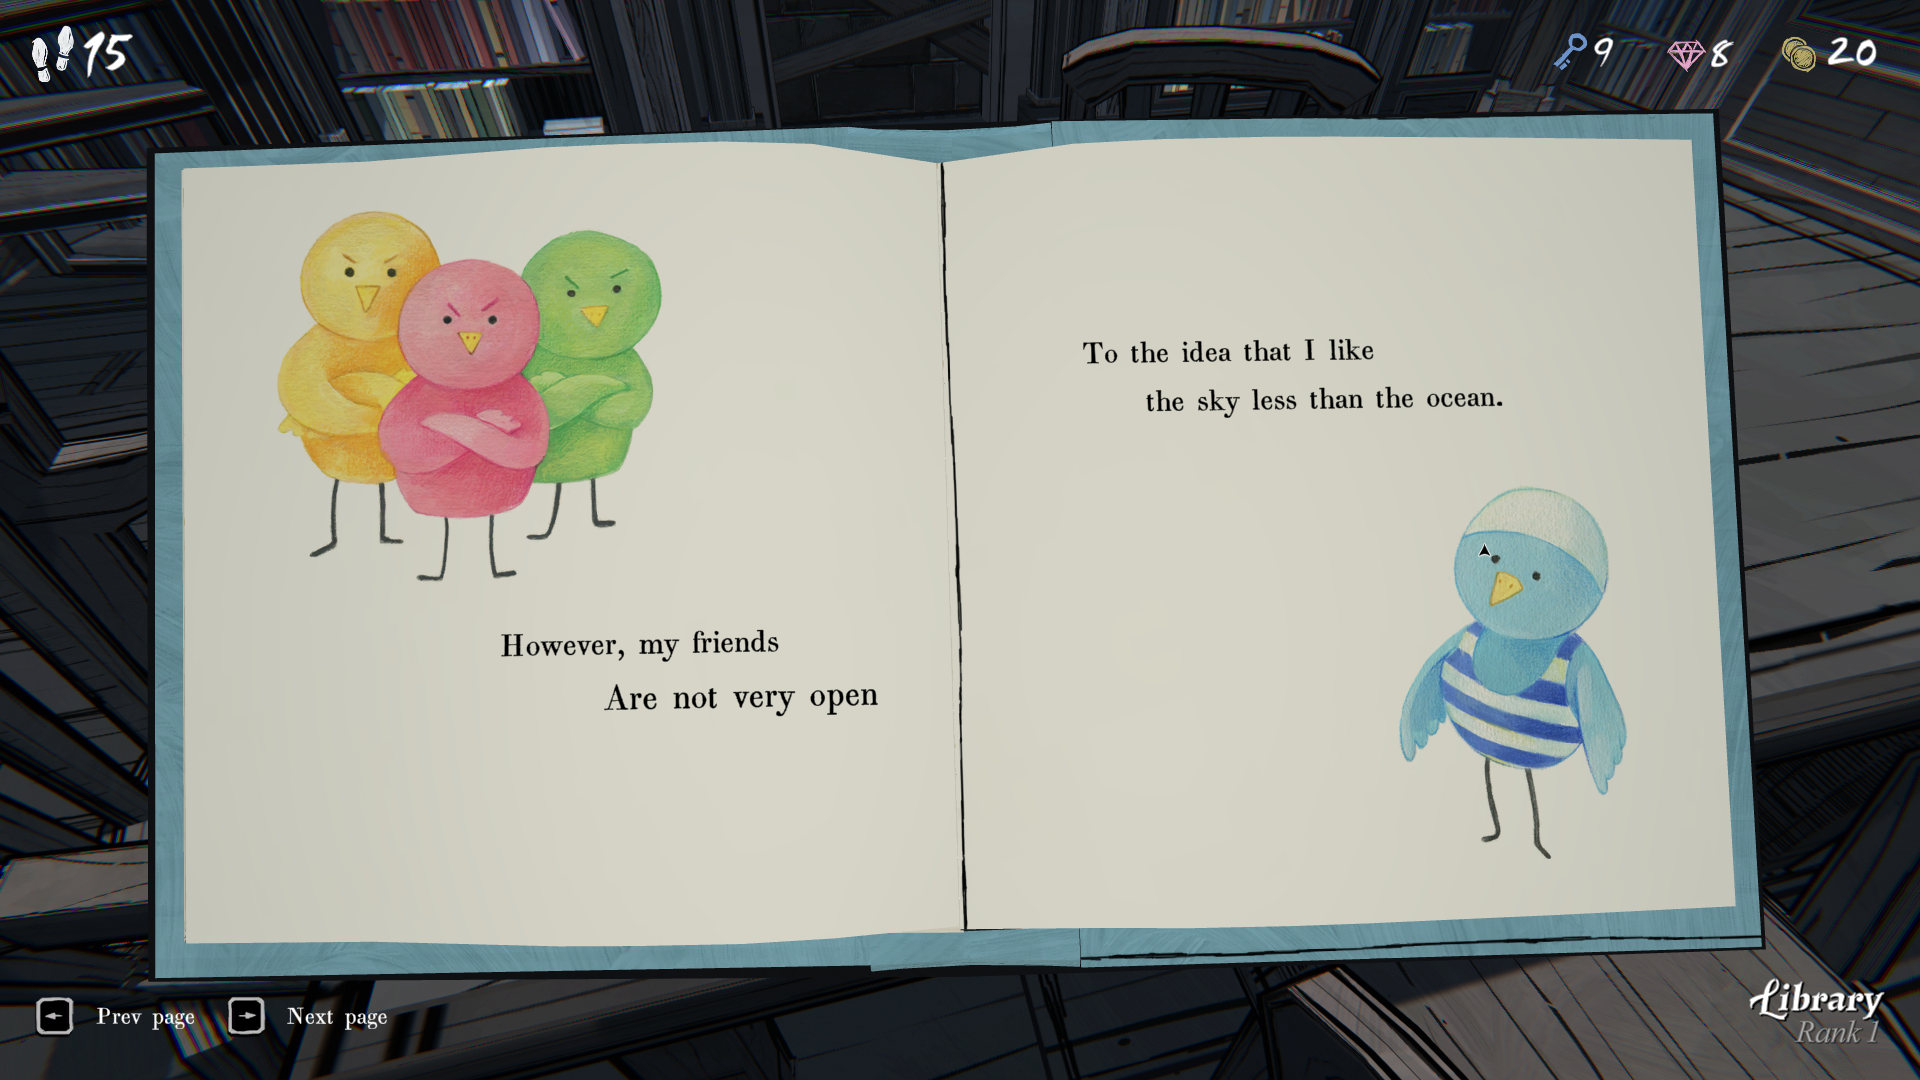 15
9
8
20
However, my friends
Are not very open
To the idea that I like
the sky less than the ocean.
Prev page
Next page
Library
Rank 1